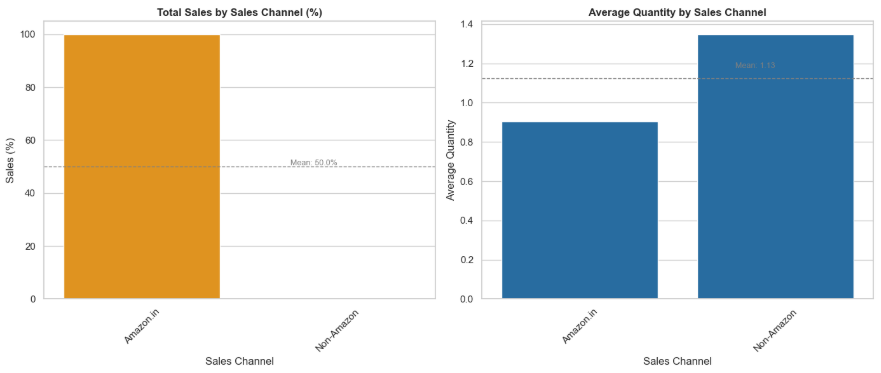 Total Sales by Sales Channel (%)
100
80
60
40
20
0
Sales (%)
Mean: 50.0%
Amazon.in
Non-Amazon
Sales Channel
Average Quantity by Sales Channel
1.4
1.2
1.0
0.8
0.6
0.4
0.2
0.0
Average Quantity
Mean: 1.13
Amazon.in
Non-Amazon
Sales Channel